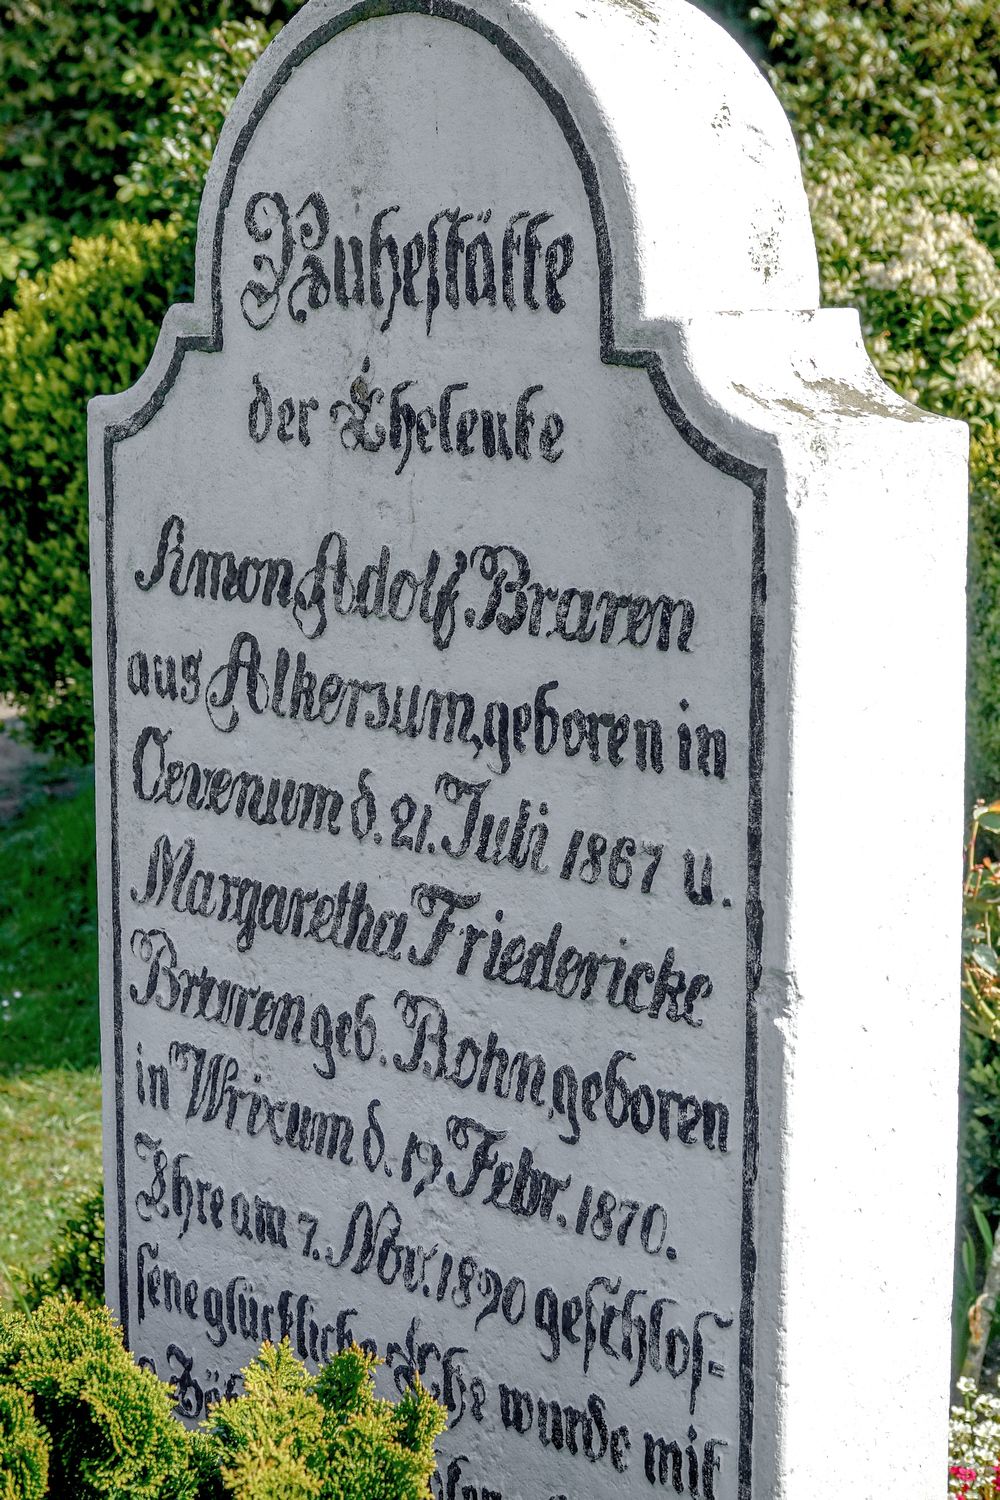 Ruhestätte
der Eheleute
Simon Adolf Braren
aus Alkersum, geboren in
Oevenum d. 21. Juli 1867 u.
Margaretha Friedericke
Braren geb. Rohn, geboren
in Wrixum d. 19 Febr. 1870.
Ihre am 7. Nov. 1890 geschlos=
sene glückliche Ehe wurde mit